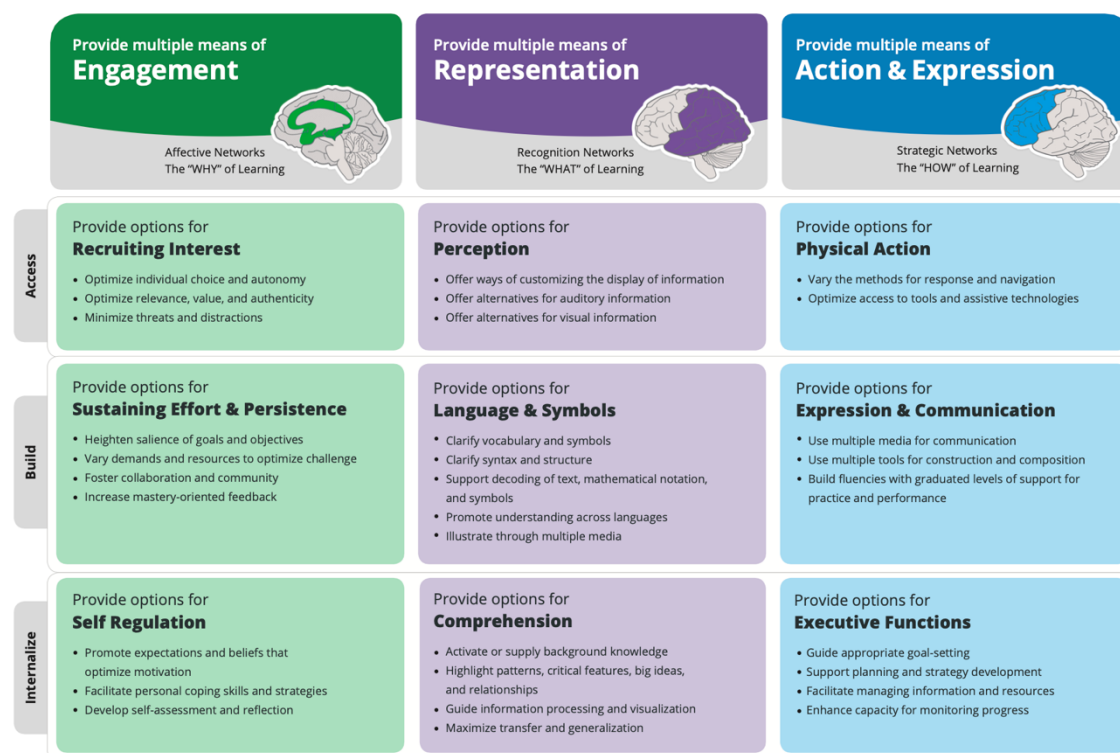 Provide multiple means of
Engagement
Affective Networks
The “WHY” of Learning
Provide multiple means of
Representation
Recognition Networks
The “WHAT” of Learning
Provide multiple means of
Action & Expression
Strategic Networks
The “HOW” of Learning
Access
Provide options for
Recruiting Interest
• Optimize individual choice and autonomy
• Optimize relevance, value, and authenticity
• Minimize threats and distractions
Provide options for
Perception
• Offer ways of customizing the display of information
• Offer alternatives for auditory information
• Offer alternatives for visual information
Provide options for
Physical Action
• Vary the methods for response and navigation
• Optimize access to tools and assistive technologies
Build
Provide options for
Sustaining Effort & Persistence
• Heighten salience of goals and objectives
• Vary demands and resources to optimize challenge
• Foster collaboration and community
• Increase mastery-oriented feedback
Provide options for
Language & Symbols
• Clarify vocabulary and symbols
• Clarify syntax and structure
• Support decoding of text, mathematical notation,
and symbols
• Promote understanding across languages
• Illustrate through multiple media
Provide options for
Expression & Communication
• Use multiple media for communication
• Use multiple tools for construction and composition
• Build fluencies with graduated levels of support for
practice and performance
Internalize
Provide options for
Self Regulation
• Promote expectations and beliefs that
optimize motivation
• Facilitate personal coping skills and strategies
• Develop self-assessment and reflection
Provide options for
Comprehension
• Activate or supply background knowledge
• Highlight patterns, critical features, big ideas,
and relationships
• Guide information processing and visualization
• Maximize transfer and generalization
Provide options for
Executive Functions
• Guide appropriate goal-setting
• Support planning and strategy development
• Facilitate managing information and resources
• Enhance capacity for monitoring progress